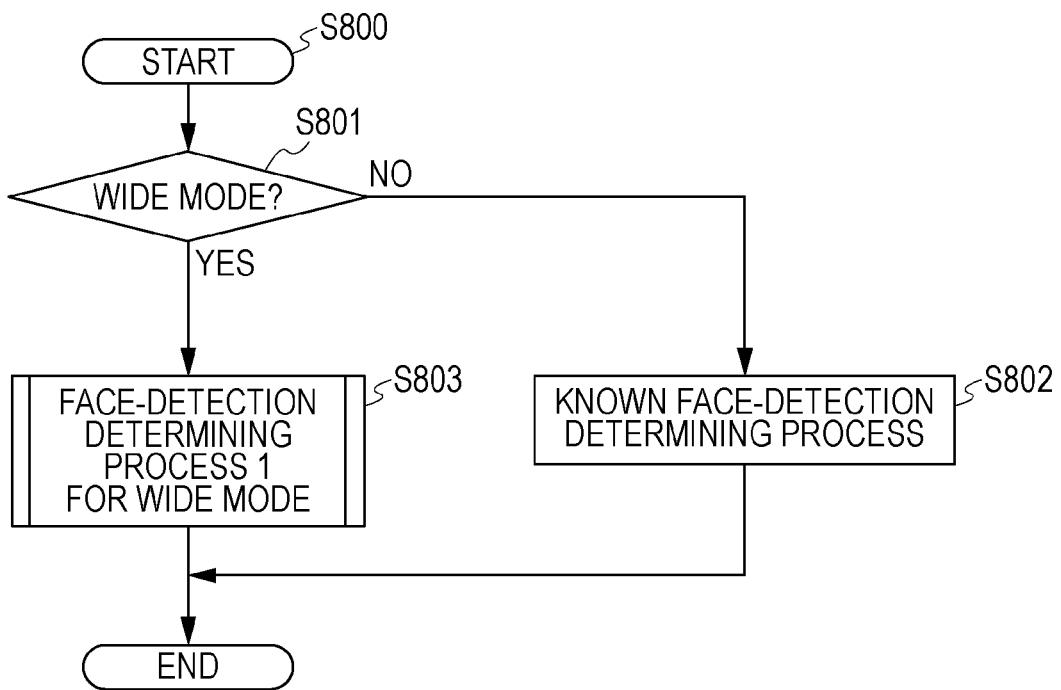 S800
START
S801
WIDE MODE?
NO
YES
S803
FACE-DETECTION
DETERMINING
PROCESS 1
FOR WIDE MODE
S802
KNOWN FACE-DETECTION
DETERMINING PROCESS
END